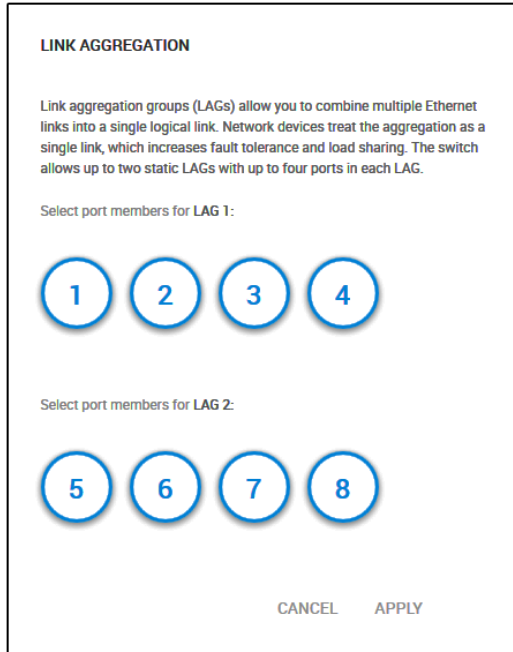 LINK AGGREGATION
Link aggregation groups (LAGs) allow you to combine multiple Ethernet
links into a single logical link. Network devices treat the aggregation as a
single link, which increases fault tolerance and load sharing. The switch
allows up to two static LAGs with up to four ports in each LAG.
Select port members for LAG 1:
1 2 3 4
Select port members for LAG 2:
5 6 7 8
CANCEL APPLY